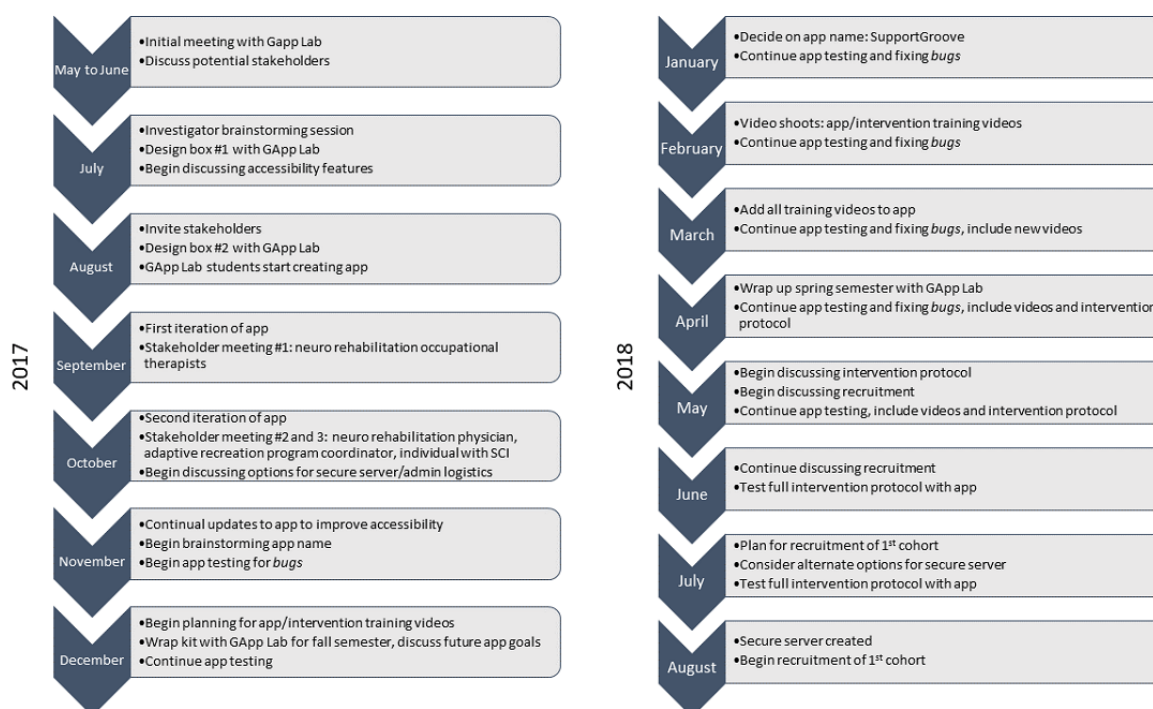 2017
May to June
•Initial meeting with Gapp Lab
•Discuss potential stakeholders
July
•Investigator brainstorming session
•Design box #1 with GApp Lab
•Begin discussing accessibility features
August
•Invite stakeholders
•Design box #2 with GApp Lab
•GApp Lab students start creating app
September
•First iteration of app
•Stakeholder meeting #1: neuro rehabilitation occupational
therapists
October
•Second iteration of app
•Stakeholder meeting #2 and 3: neuro rehabilitation physician,
adaptive recreation program coordinator, individual with SCI
•Begin discussing options for secure server/admin logistics
November
•Continual updates to app to improve accessibility
•Begin brainstorming app name
•Begin app testing for bugs
December
•Begin planning for app/intervention training videos
•Wrap kit with GApp Lab for fall semester, discuss future app goals
•Continue app testing
2018
January
•Decide on app name: SupportGroove
•Continue app testing and fixing bugs
February
•Video shoots: app/intervention training videos
•Continue app testing and fixing bugs
March
•Add all training videos to app
•Continue app testing and fixing bugs, include new videos
April
•Wrap up spring semester with GApp Lab
•Continue app testing and fixing bugs, include videos and intervention
protocol
May
•Begin discussing intervention protocol
•Begin discussing recruitment
•Continue app testing, include videos and intervention protocol
June
•Continue discussing recruitment
•Test full intervention protocol with app
July
•Plan for recruitment of 1st cohort
•Consider alternate options for secure server
•Test full intervention protocol with app
August
•Secure server created
•Begin recruitment of 1st cohort